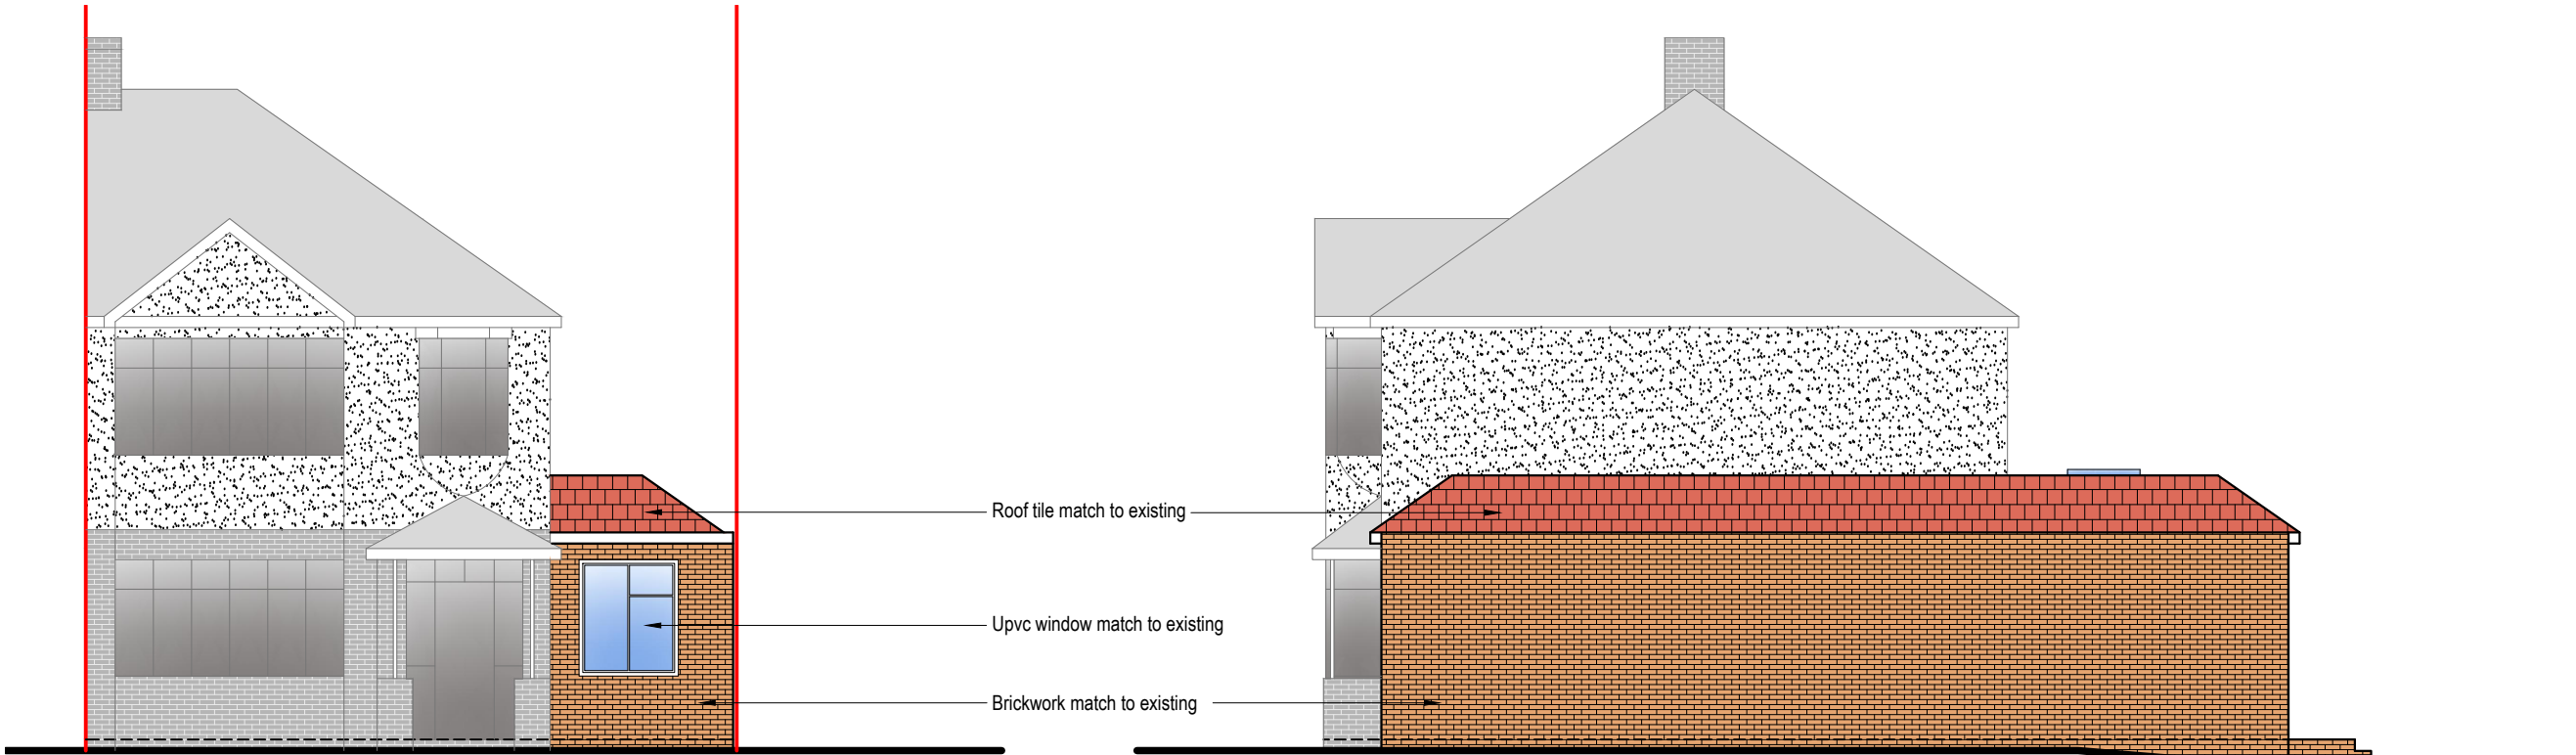 Roof tile match to existing
Upvc window match to existing
Brickwork match to existing